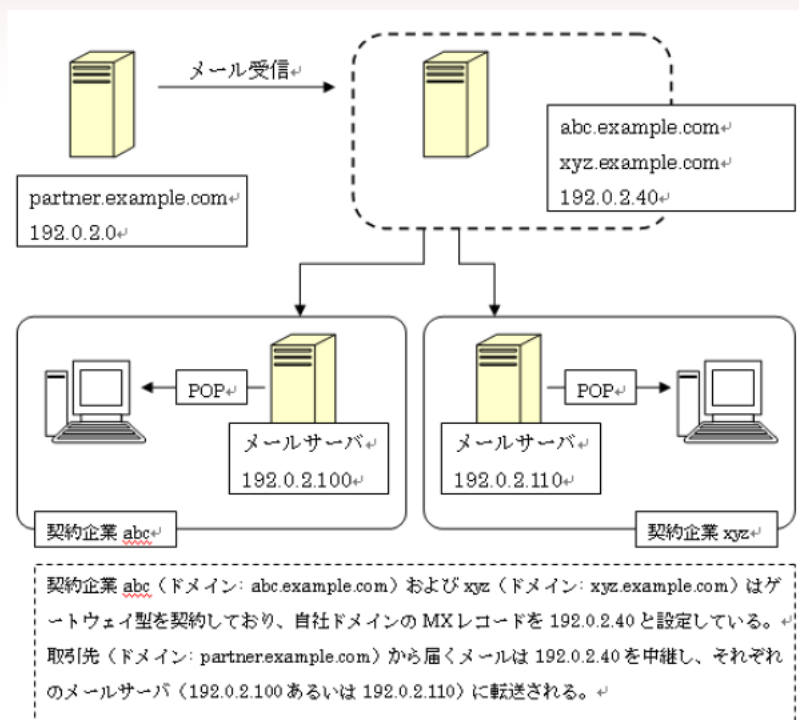 メール受信↵
abc.example.com↵
xyz.example.com↵
192.0.2.40↵
partner.example.com↵
192.0.2.0↵
POP↵
POP↵
メールサーバ↵
192.0.2.100↵
メールサーバ↵
192.0.2.110↵
契約企業 abc↵
契約企業 xyz↵
契約企業 abc（ドメイン: abc.example.com）および xyz（ドメイン: xyz.example.com）はゲ
ートウェイ型を契約しており、自社ドメインの MX レコードを 192.0.2.40 と設定している。↵
取引先（ドメイン: partner.example.com）から届くメールは 192.0.2.40 を中継し、それぞれ
のメールサーバ（192.0.2.100 あるいは 192.0.2.110）に転送される。↵